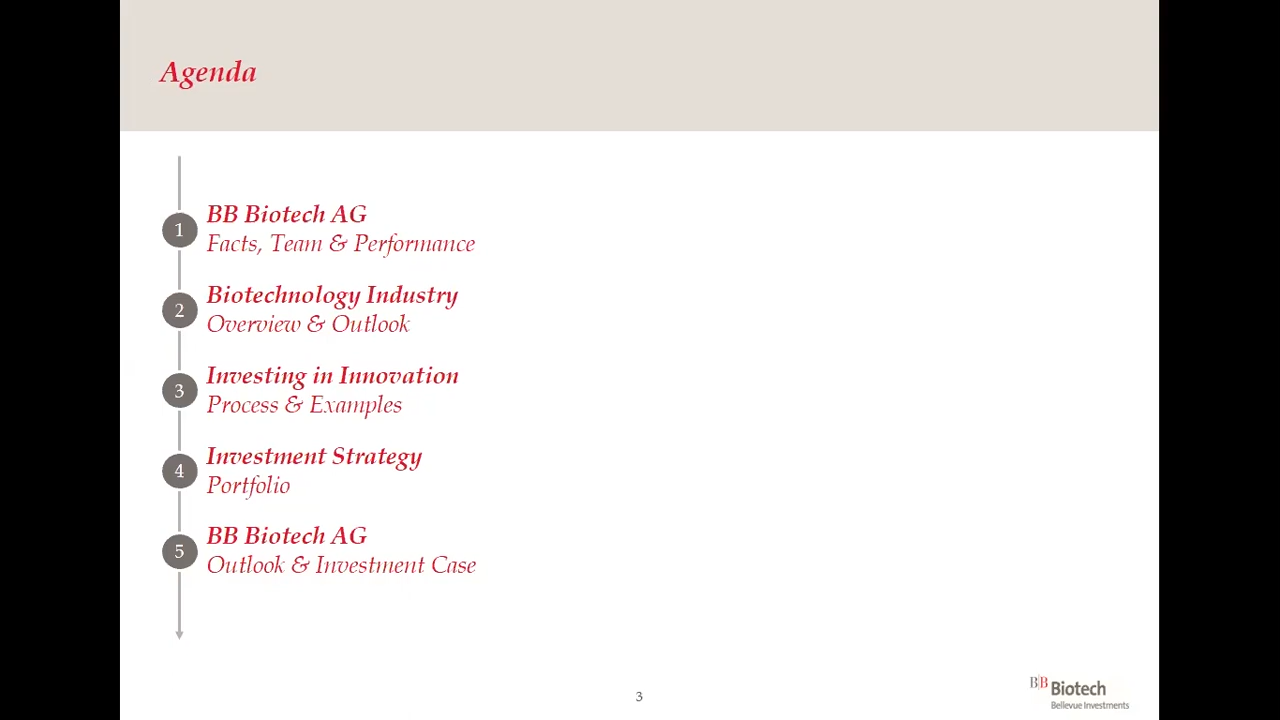 Agenda
1
BB Biotech AG
Facts, Team & Performance
2
Biotechnology Industry
Overview & Outlook
3
Investing in Innovation
Process & Examples
4
Investment Strategy
Portfolio
5
BB Biotech AG
Outlook & Investment Case
3
BB Biotech
Bellevue Investments